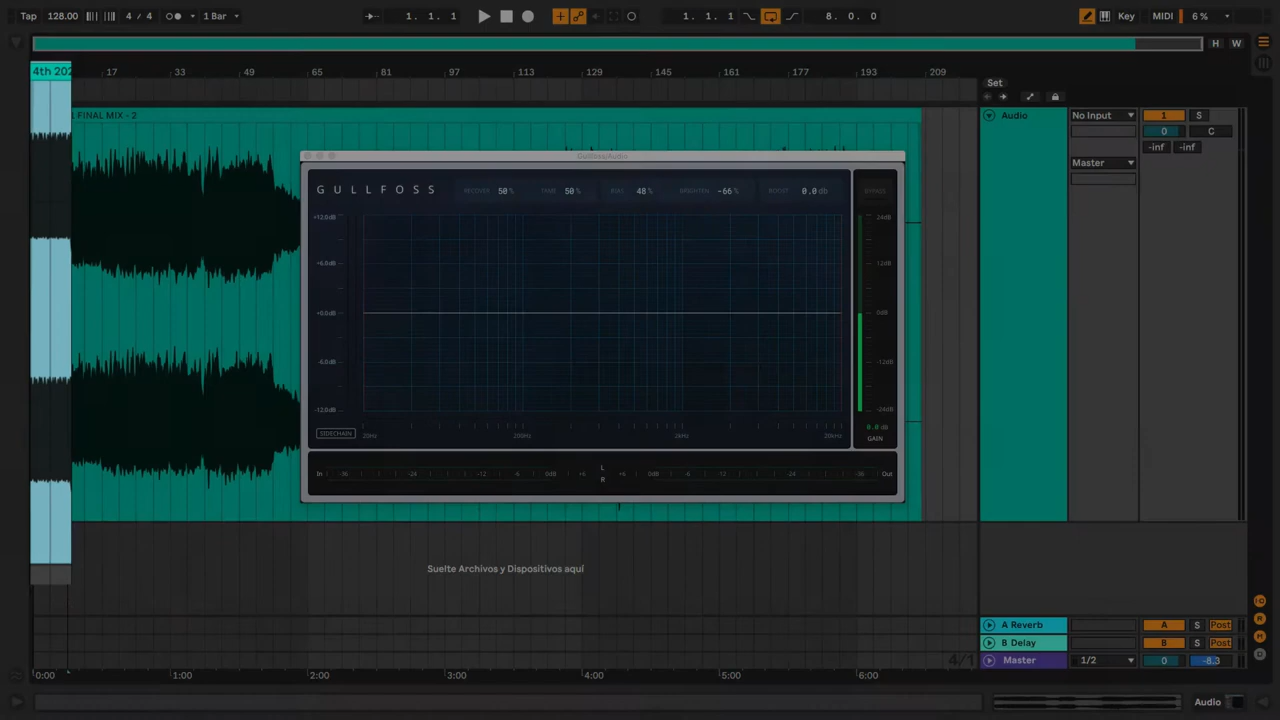 Tap 128.00 4 / 4 1 Bar 1. 1. 1 1. 1. 1 8. 0. 0 Key MIDI 6 %
H W
4th 202 17 33 49 65 81 97 113 129 145 161 177 193 209
Set
1 FINAL MIX - 2
Audio No Input 1 S
0 C
-inf -inf
Master
Gullfoss/Audio
GULLFOSS RECOVER 50 % TAME 50 % BIAS 48 % BRIGHTEN -66 % BOOST 0.0 db BYPASS
+12.0dB 24dB
+6.0dB 12dB
+0.0dB 0dB
-6.0dB -12dB
-12.0dB -24dB
0.0 dB
SIDECHAIN 20Hz 200Hz 2kHz 20kHz GAIN
L
In -36 -24 -12 -6 0dB +6 +6 0dB -6 -12 -24 -36 Out
R
Suelte Archivos y Dispositivos aquí
A Reverb A S Post
B Delay B S Post
4/1 Master 1/2 0 -8.3
0:00 1:00 2:00 3:00 4:00 5:00 6:00
Audio